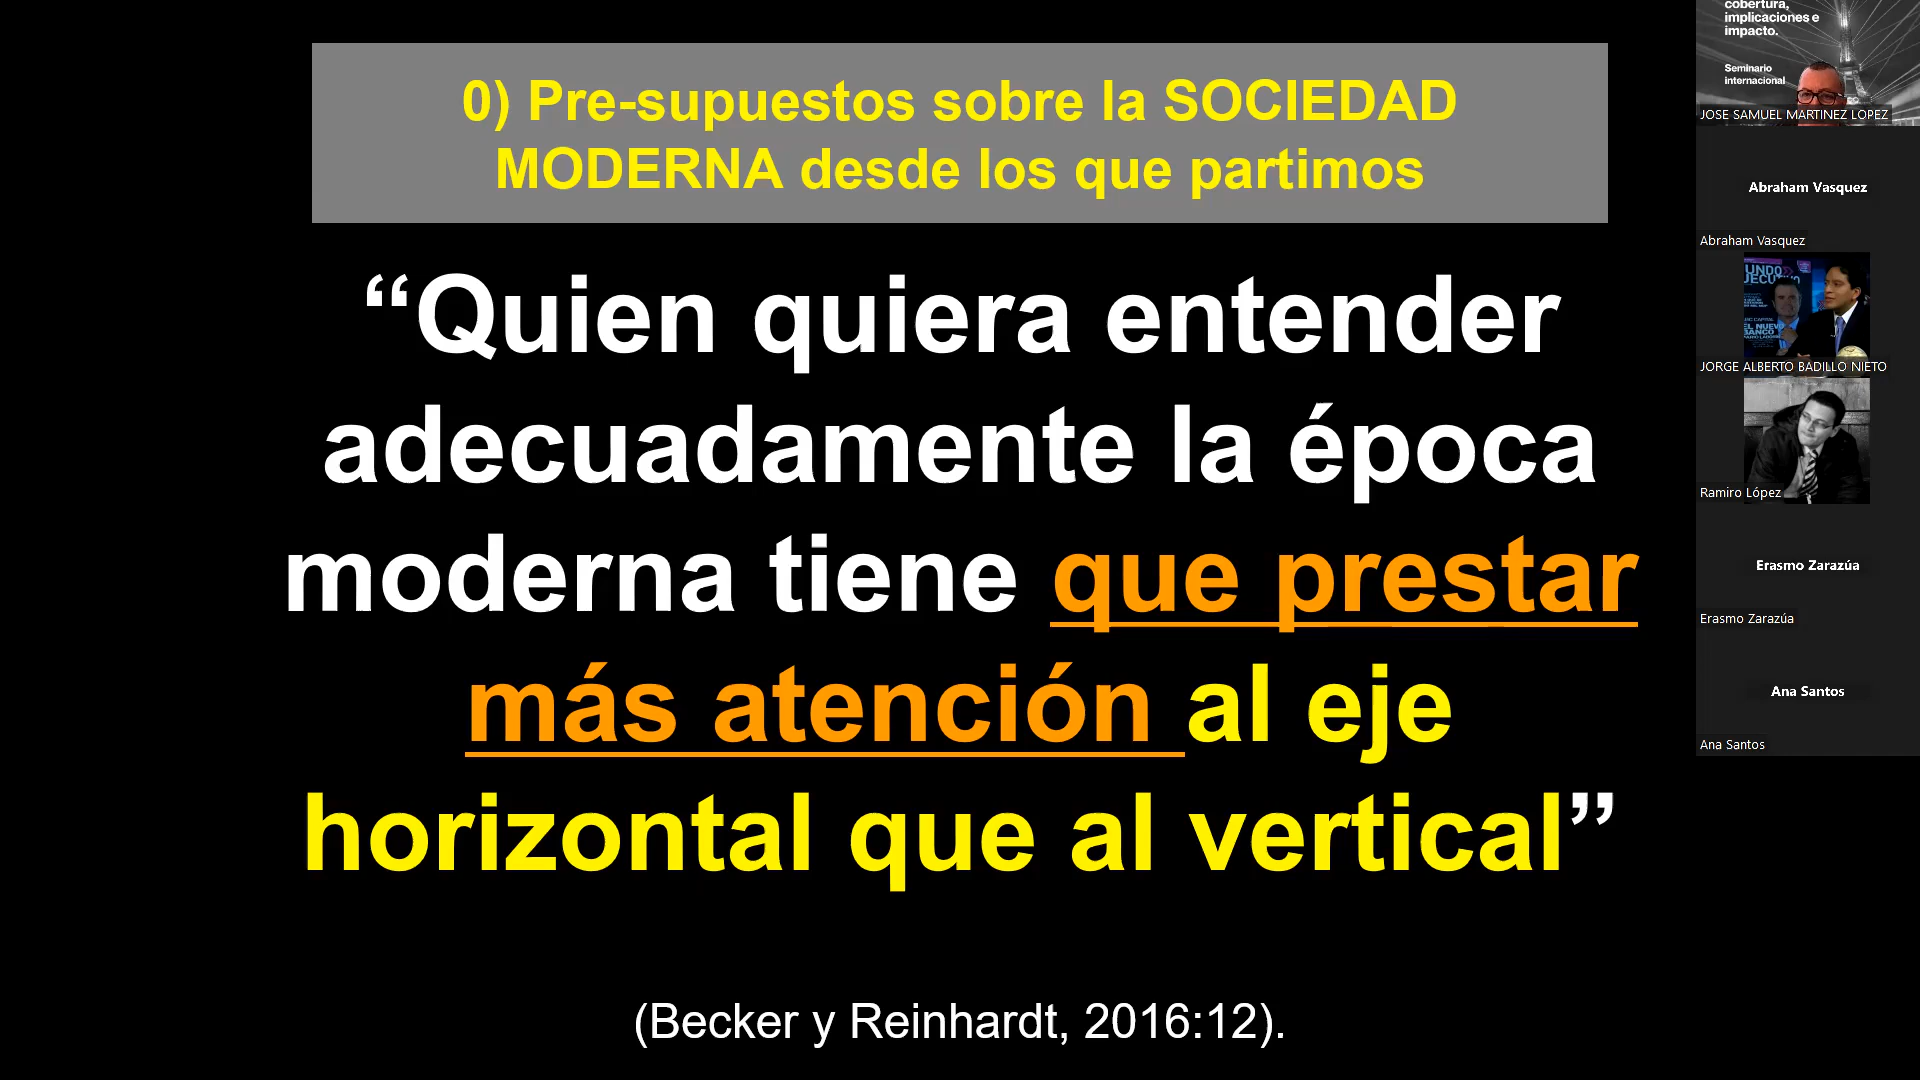 0) Pre-supuestos sobre la SOCIEDAD
MODERNA desde los que partimos
“Quien quiera entender
adecuadamente la época
moderna tiene que prestar
más atención al eje
horizontal que al vertical”
(Becker y Reinhardt, 2016:12).
cobertura,
implicaciones e
impacto.
Seminario
internacional
JOSE SAMUEL MARTINEZ LOPEZ
Abraham Vasquez
Abraham Vasquez
EL NUEVO
BANCO
JORGE ALBERTO BADILLO NIETO
Ramiro López
Erasmo Zarazúa
Erasmo Zarazúa
Ana Santos
Ana Santos